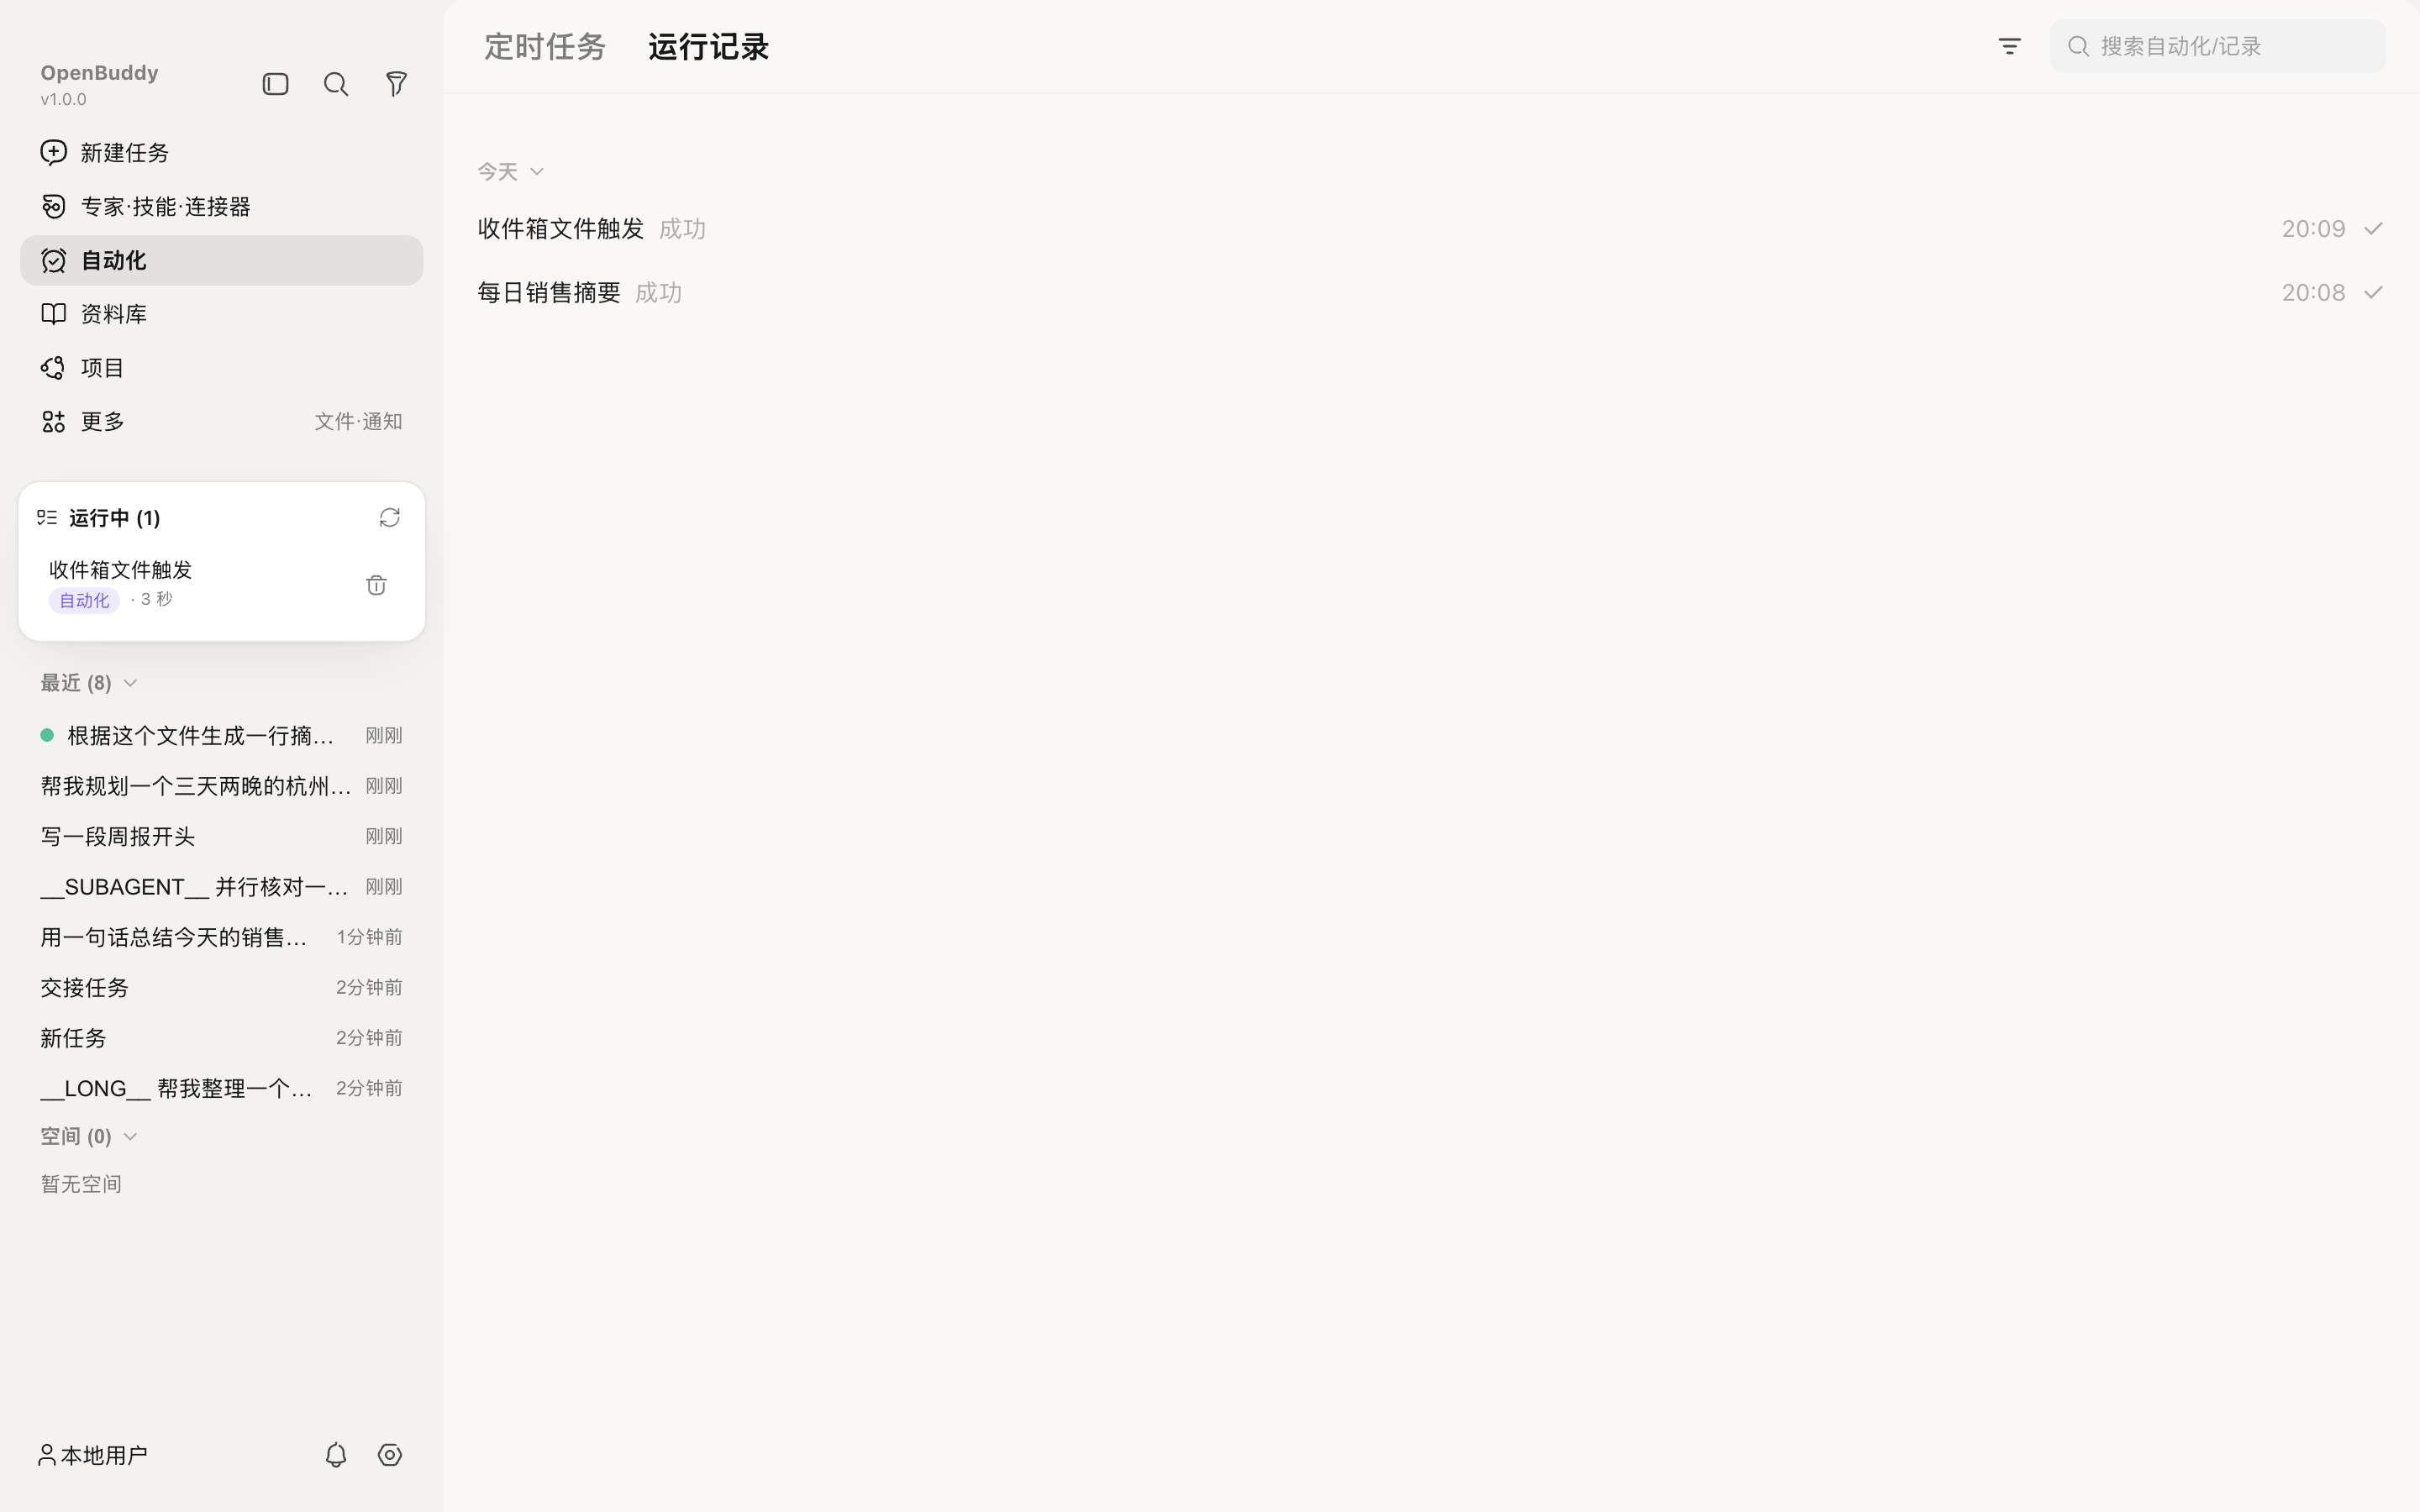 OpenBuddy
v1.0.0
新建任务
专家·技能·连接器
自动化
资料库
项目
更多 文件·通知
运行中 (1)
收件箱文件触发
自动化 · 3 秒
最近 (8)
根据这个文件生成一行摘... 刚刚
帮我规划一个三天两晚的杭州... 刚刚
写一段周报开头 刚刚
__SUBAGENT__ 并行核对一... 刚刚
用一句话总结今天的销售... 1分钟前
交接任务 2分钟前
新任务 2分钟前
__LONG__ 帮我整理一个... 2分钟前
空间 (0)
暂无空间
本地用户
定时任务 运行记录
搜索自动化/记录
今天
收件箱文件触发 成功 20:09
每日销售摘要 成功 20:08